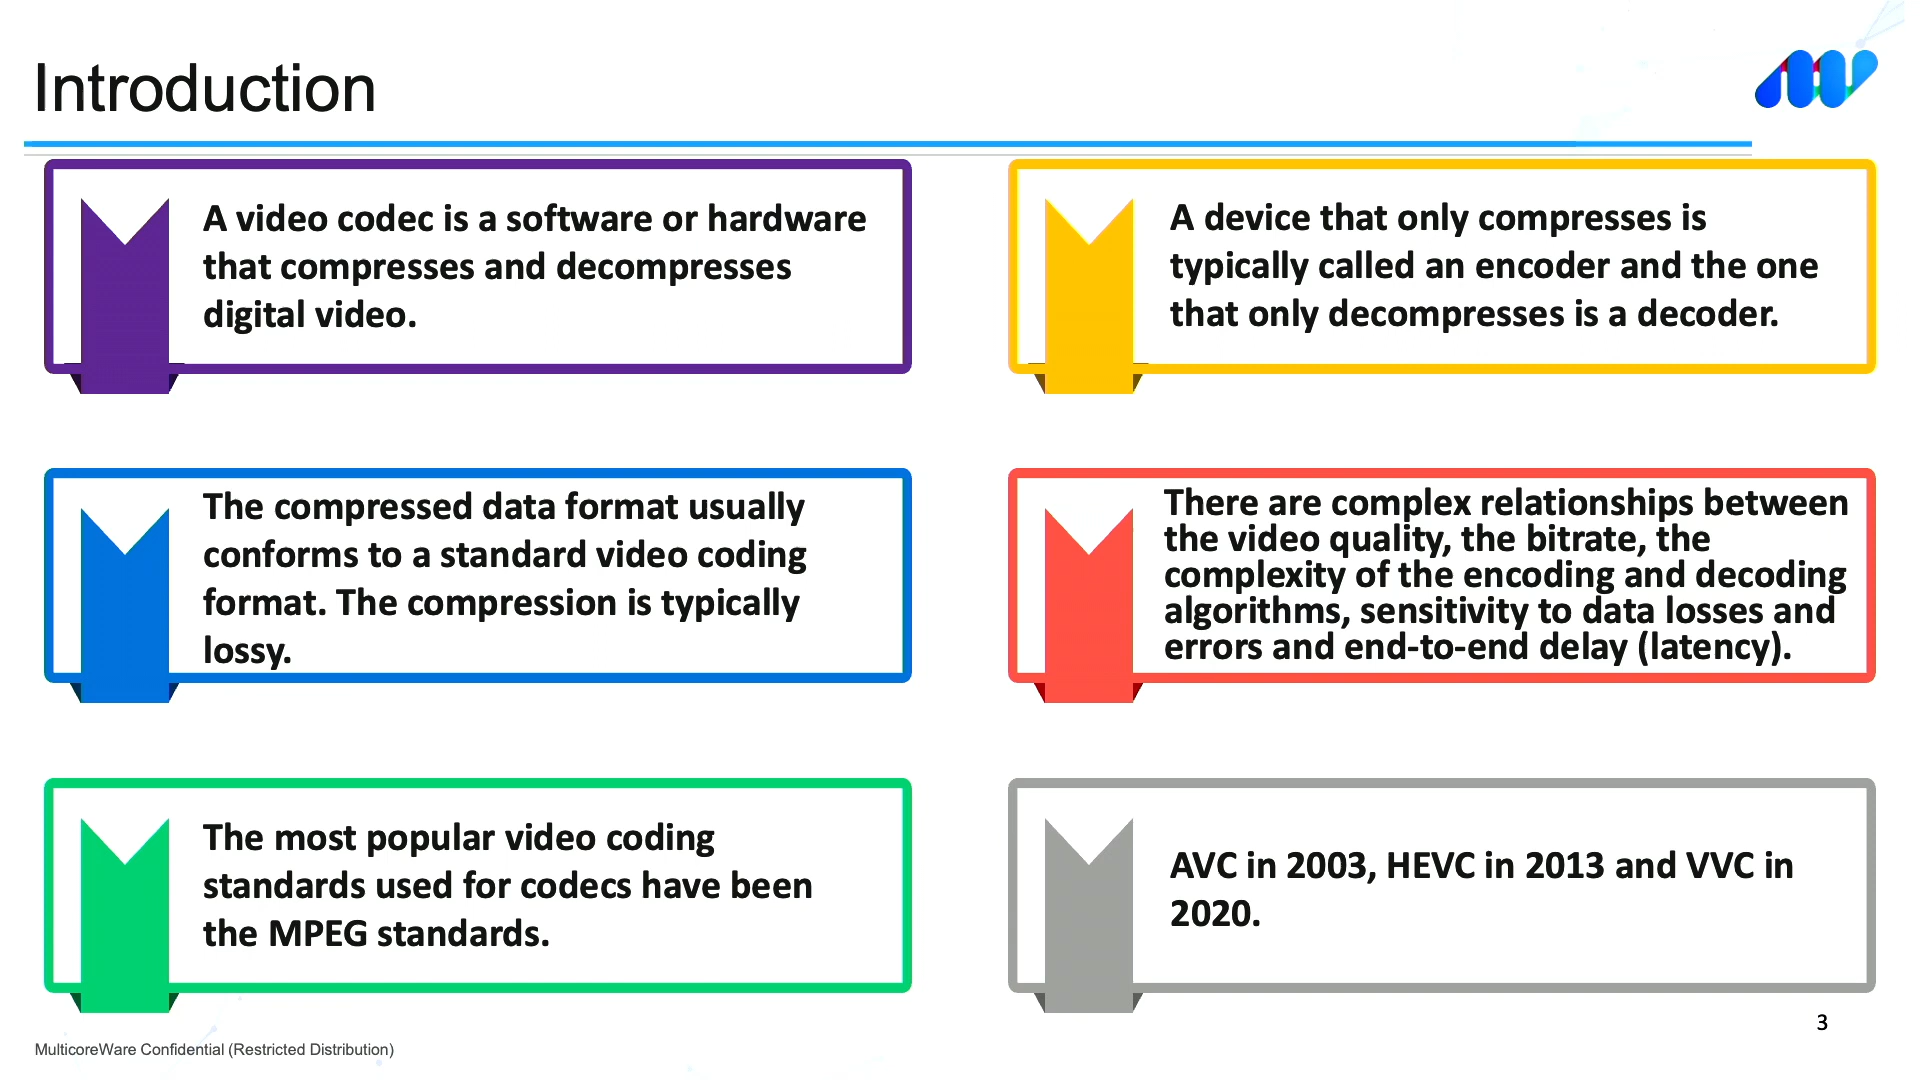 Introduction
A video codec is a software or hardware
that compresses and decompresses
digital video.
A device that only compresses is
typically called an encoder and the one
that only decompresses is a decoder.
The compressed data format usually
conforms to a standard video coding
format. The compression is typically
lossy.
There are complex relationships between
the video quality, the bitrate, the
complexity of the encoding and decoding
algorithms, sensitivity to data losses and
errors and end-to-end delay (latency).
The most popular video coding
standards used for codecs have been
the MPEG standards.
AVC in 2003, HEVC in 2013 and VVC in
2020.
3
MulticoreWare Confidential (Restricted Distribution)